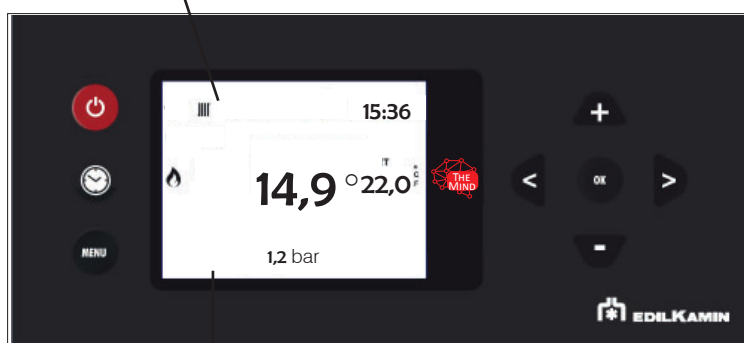 15:36
14,9 °22,0
1,2 bar
MENU
THE
MIND
+
< OK >
-
EDILKAMIN